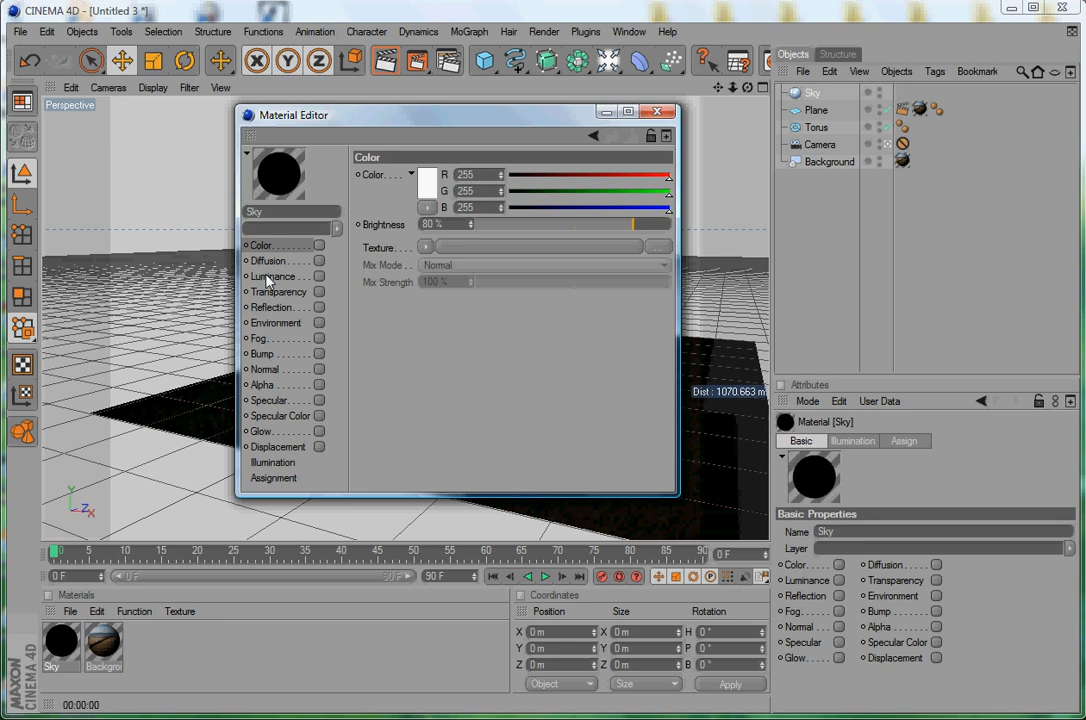 CINEMA 4D - [Untitled 3 *]
File Edit Objects Tools Selection Structure Functions Animation Character Dynamics MoGraph Hair Render Plugins Window Help
Objects Structure
File Edit View Objects Tags Bookmark
Edit Cameras Display Filter View
Perspective
Sky
Plane
Torus
Camera
Background
Material Editor
Color
Color. . . . R 255
G 255
B 255
Brightness 80 %
Texture. . . .
Mix Mode . . Normal
Mix Strength 100 %
Sky
Color. . . . . . .
Diffusion . . . . .
Luminance . . .
Transparency
Reflection. . . .
Environment
Fog. . . . . . . .
Bump . . . . . .
Normal . . . . . .
Alpha . . . . . .
Specular. . . . .
Specular Color
Glow. . . . . . .
Displacement
Illumination
Assignment
Dist : 1070.663 m
Attributes
Mode Edit User Data
Material [Sky]
Basic Illumination Assign
Basic Properties
Name Sky
Layer
Color. . . . . Diffusion . . . . .
Luminance Transparency
Reflection Environment
Fog. . . . . . Bump . . . . . .
Normal . . . Alpha . . . . . .
Specular Specular Color
Glow. . . . . Displacement
Y
Z
X
0 5 10 15 20 25 30 35 40 45 50 55 60 65 70 75 80 85 90 0 F
0 F 0 F 90 F 90 F
Materials
File Edit Function Texture
Sky Backgroi
Coordinates
Position Size Rotation
X 0 m X 0 m H 0 °
Y 0 m Y 0 m P 0 °
Z 0 m Z 0 m B 0 °
Object Size Apply
MAXON
CINEMA 4D
00:00:00